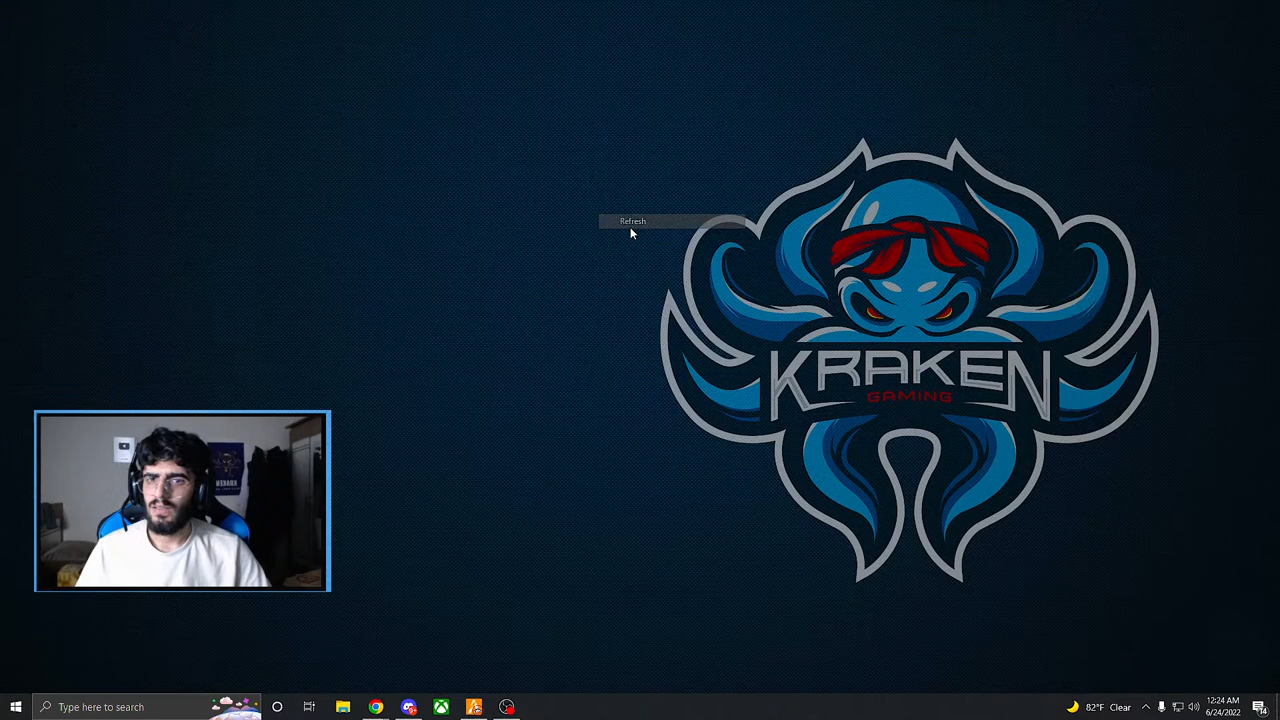 Refresh
KRAKEN
GAMING
Type here to search
82°F Clear
12:24 AM
6/24/2022